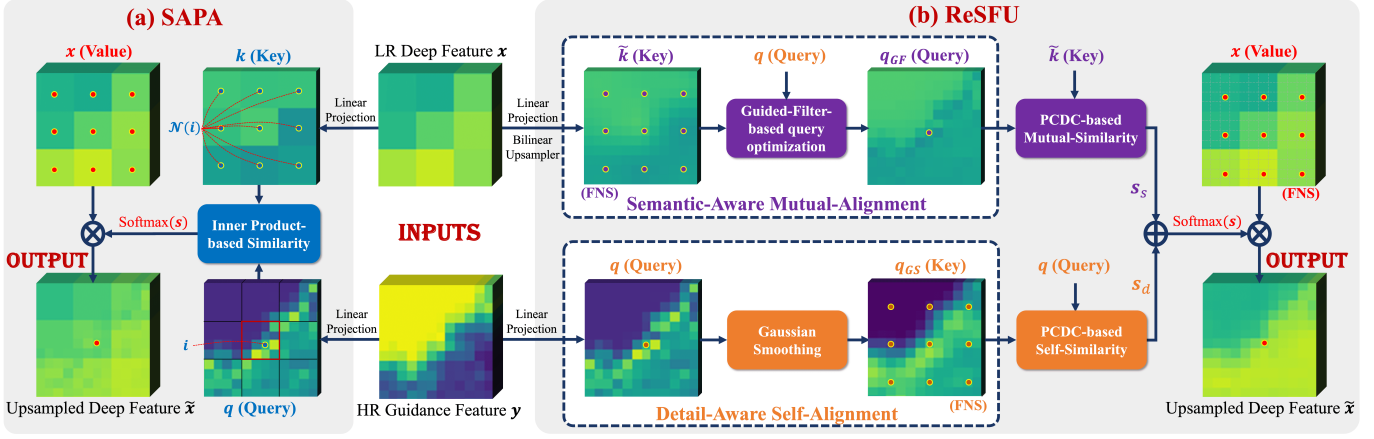 (a) SAPA
x (Value)
k (Key)
𝒩(i)
Softmax(s)
Inner Product-
based Similarity
OUTPUT
i
Upsampled Deep Feature x̃
q (Query)
LR Deep Feature x
Linear
Projection
Linear
Projection
Bilinear
Upsampler
INPUTS
Linear
Projection
Linear
Projection
HR Guidance Feature y
(b) ReSFU
k̃ (Key)
q (Query)
q_GF (Query)
Guided-Filter-
based query
optimization
(FNS)
Semantic-Aware Mutual-Alignment
k̃ (Key)
PCDC-based
Mutual-Similarity
s_s
x (Value)
(FNS)
Softmax(s)
OUTPUT
q (Query)
q_GS (Key)
Gaussian
Smoothing
(FNS)
Detail-Aware Self-Alignment
q (Query)
s_d
PCDC-based
Self-Similarity
Upsampled Deep Feature x̃